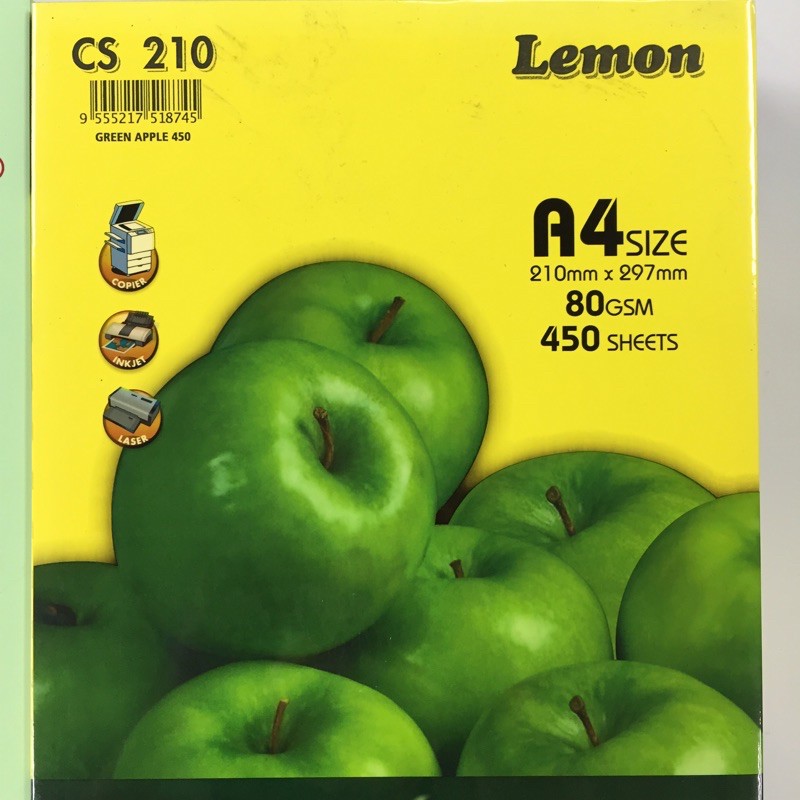 CS 210
Lemon
9 555217 518745
GREEN APPLE 450
A4SIZE
210mm x 297mm
80GSM
450 SHEETS
COPIER
INKJET
LASER